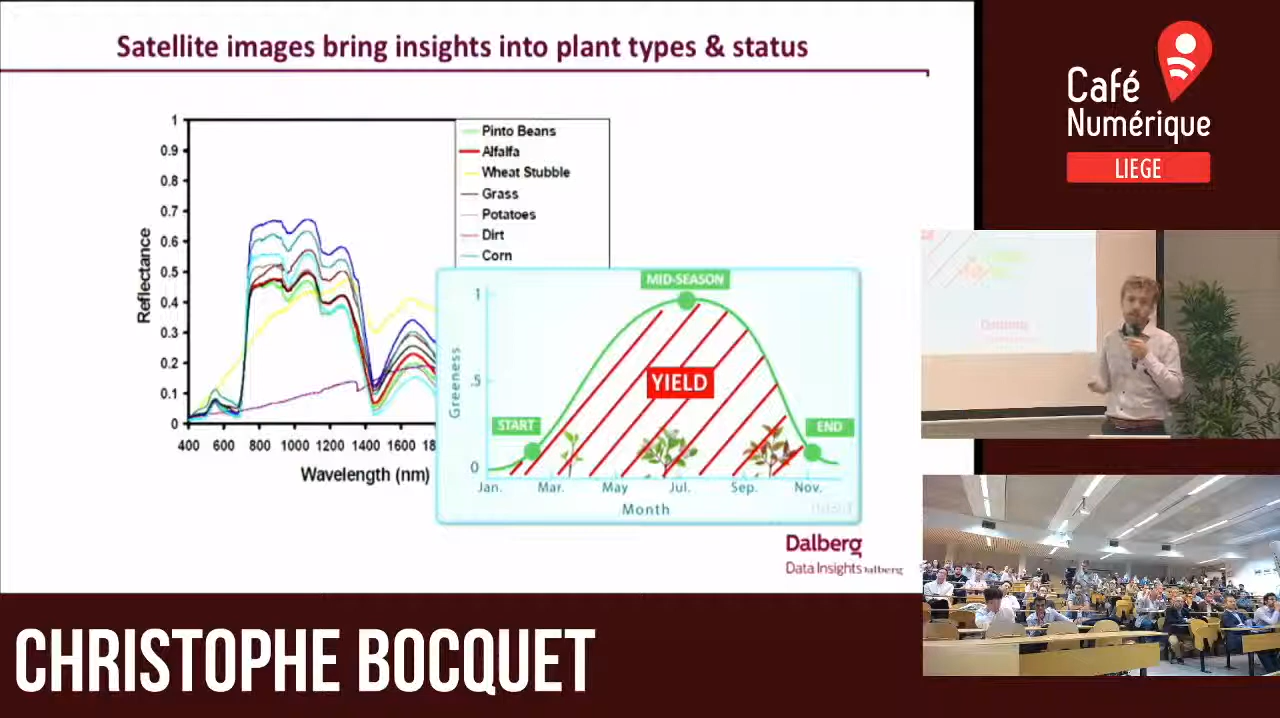 Satellite images bring insights into plant types & status
Café
Numérique
LIEGE
1
0.9
0.8
0.7
0.6
0.5
0.4
0.3
0.2
0.1
0
Reflectance
400 600 800 1000 1200 1400 1600
Wavelength (nm)
Pinto Beans
Alfalfa
Wheat Stubble
Grass
Potatoes
Dirt
Corn
MID-SEASON
1
.5
0
Greeness
YIELD
START
END
Jan. Mar. May Jul. Sep. Nov.
Month
Dalberg
Data Insights Dalberg
CHRISTOPHE BOCQUET